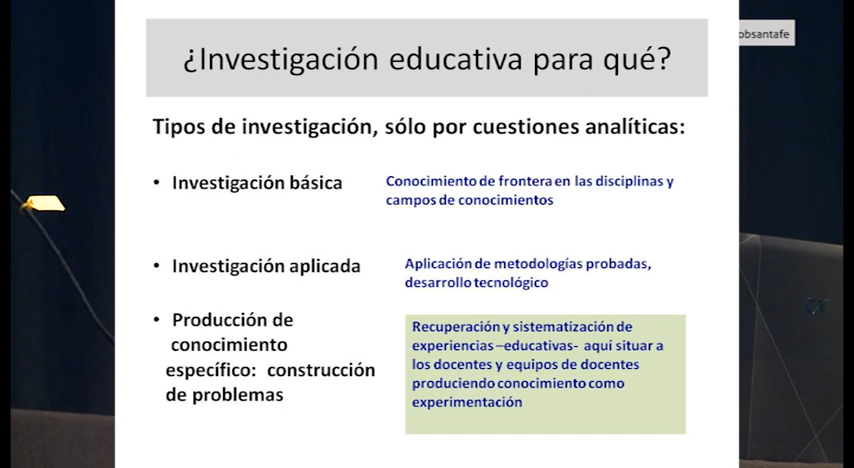 obsantafe
¿Investigación educativa para qué?
Tipos de investigación, sólo por cuestiones analíticas:
• Investigación básica
Conocimiento de frontera en las disciplinas y
campos de conocimientos
• Investigación aplicada
Aplicación de metodologías probadas,
desarrollo tecnológico
• Producción de
conocimiento
específico: construcción
de problemas
Recuperación y sistematización de
experiencias –educativas- aquí situar a
los docentes y equipos de docentes
produciendo conocimiento como
experimentación